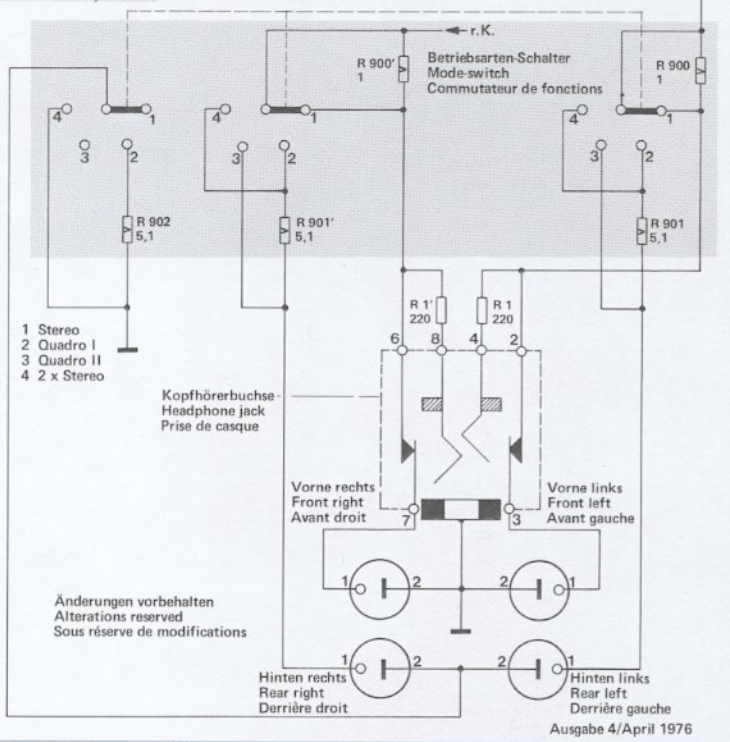 r.K.
R 900'
1
Betriebsarten-Schalter
Mode-switch
Commutateur de fonctions
R 900
1
4
1
3
2
4
1
3
2
4
1
3
2
R 902
5,1
R 901'
5,1
R 901
5,1
1 Stereo
2 Quadro I
3 Quadro II
4 2 x Stereo
R 1'
220
R 1
220
6
8
4
2
Kopfhörerbuchse
Headphone jack
Prise de casque
Vorne rechts
Front right
Avant droit
7
3
Vorne links
Front left
Avant gauche
1
2
2
1
Änderungen vorbehalten
Alterations reserved
Sous réserve de modifications
1
2
2
1
Hinten rechts
Rear right
Derrière droit
Hinten links
Rear left
Derrière gauche
Ausgabe 4/April 1976